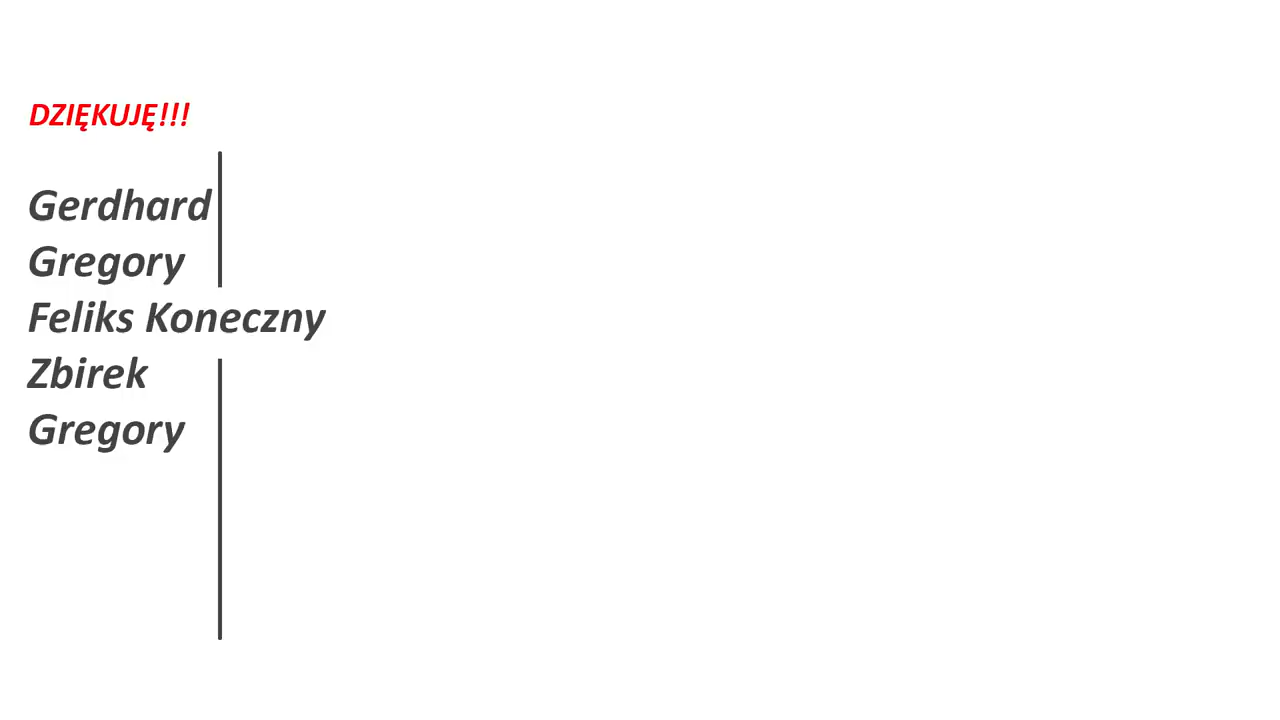 DZIĘKUJĘ!!!
Gerdhard
Gregory
Feliks Koneczny
Zbirek
Gregory